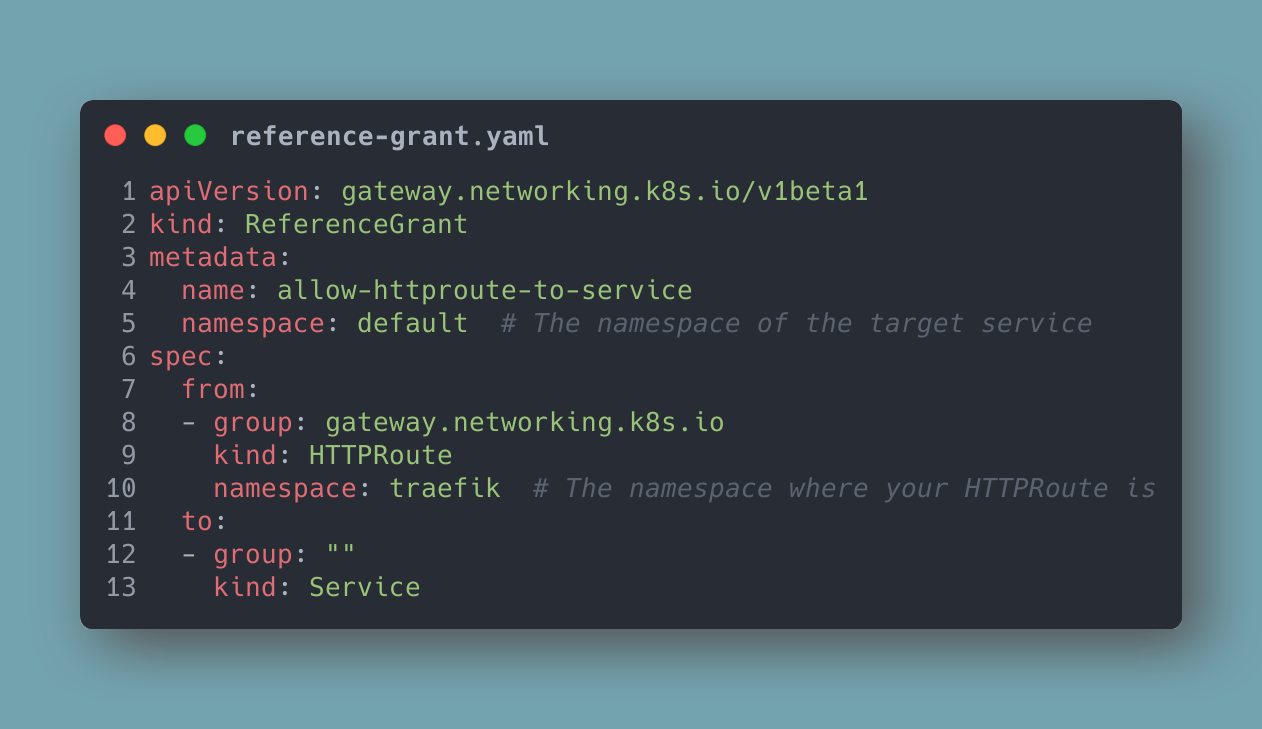 reference-grant.yaml
1 apiVersion: gateway.networking.k8s.io/v1beta1
2 kind: ReferenceGrant
3 metadata:
4   name: allow-httproute-to-service
5   namespace: default  # The namespace of the target service
6 spec:
7   from:
8   - group: gateway.networking.k8s.io
9     kind: HTTPRoute
10     namespace: traefik  # The namespace where your HTTPRoute is
11   to:
12   - group: ""
13     kind: Service